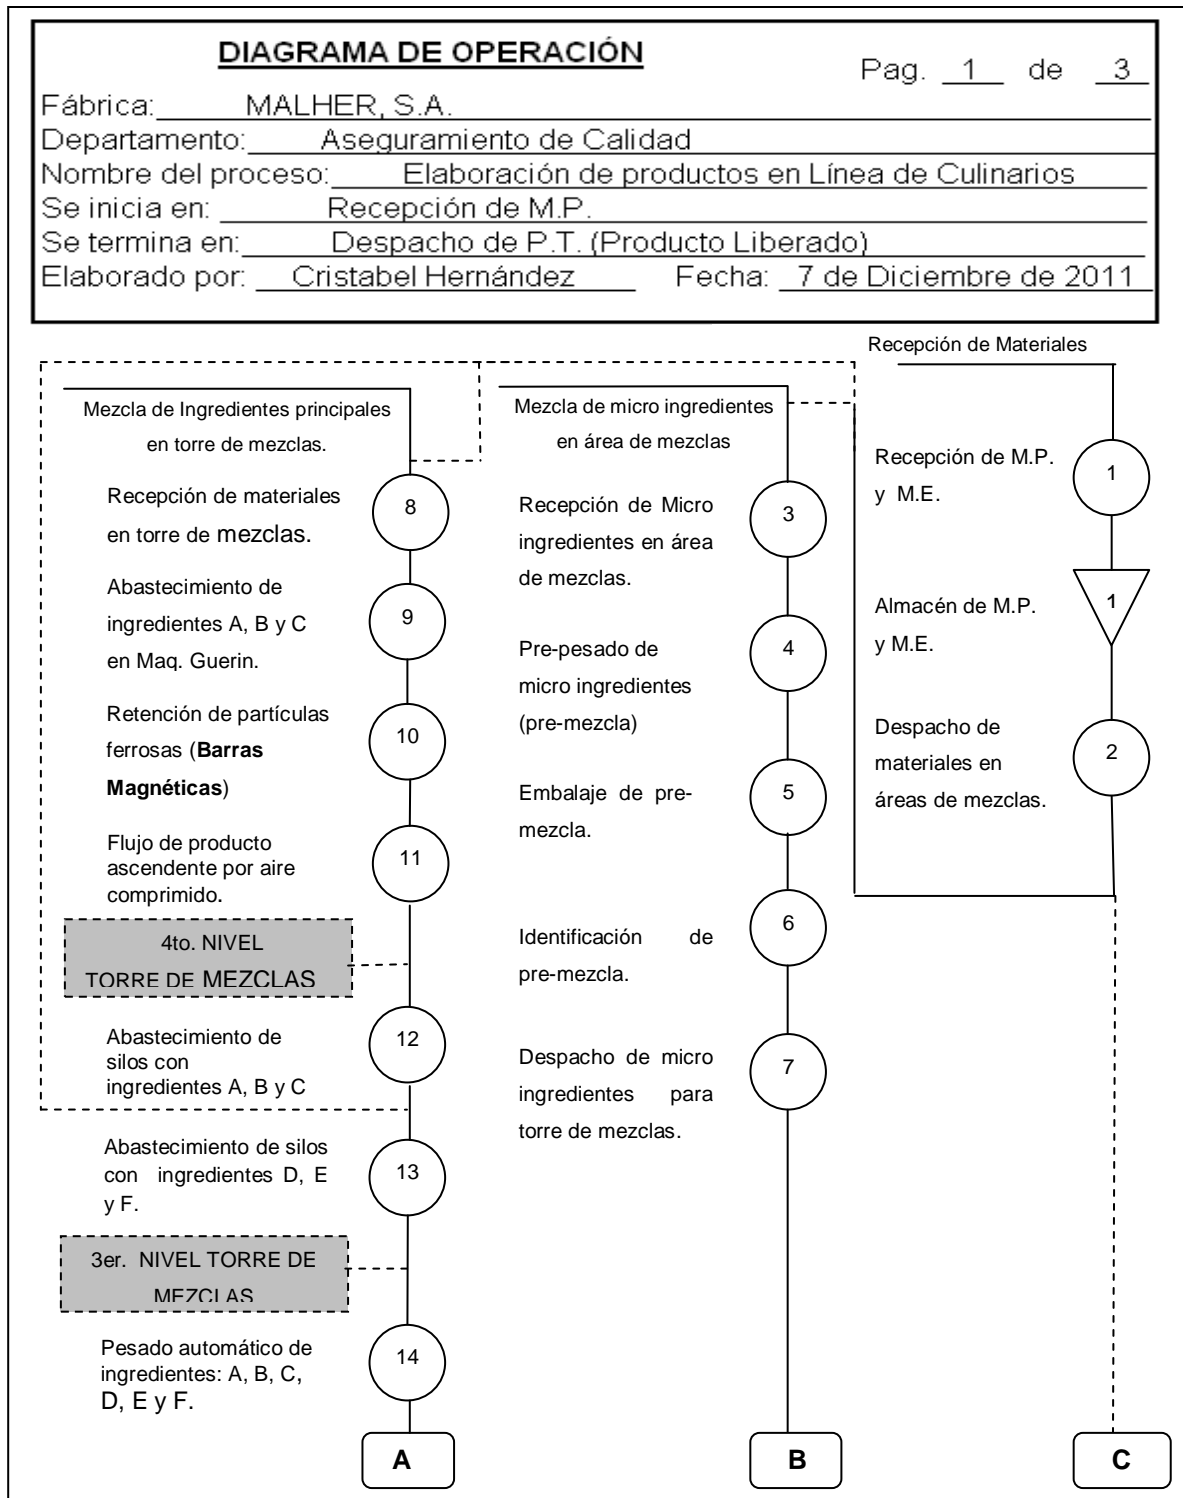 DIAGRAMA DE OPERACIÓN
Pag. 1 de 3
Fábrica: MALHER, S.A.
Departamento: Aseguramiento de Calidad
Nombre del proceso: Elaboración de productos en Línea de Culinarios
Se inicia en: Recepción de M.P.
Se termina en: Despacho de P.T. (Producto Liberado)
Elaborado por: Cristabel Hernández Fecha: 7 de Diciembre de 2011
Mezcla de Ingredientes principales
en torre de mezclas.
Recepción de materiales
en torre de mezclas.
8
Abastecimiento de
ingredientes A, B y C
en Maq. Guerin.
9
Retención de partículas
ferrosas (Barras
Magnéticas)
10
Flujo de producto
ascendente por aire
comprimido.
11
4to. NIVEL
TORRE DE MEZCLAS
Abastecimiento de
silos con
ingredientes A, B y C
12
Abastecimiento de silos
con ingredientes D, E
y F.
13
3er. NIVEL TORRE DE
MEZCLAS
Pesado automático de
ingredientes: A, B, C,
D, E y F.
14
A
Mezcla de micro ingredientes
en área de mezclas
Recepción de Micro
ingredientes en área
de mezclas.
3
Pre-pesado de
micro ingredientes
(pre-mezcla)
4
Embalaje de pre-
mezcla.
5
Identificación de
pre-mezcla.
6
Despacho de micro
ingredientes para
torre de mezclas.
7
B
Recepción de Materiales
Recepción de M.P.
y M.E.
1
Almacén de M.P.
y M.E.
1
Despacho de
materiales en
áreas de mezclas.
2
C